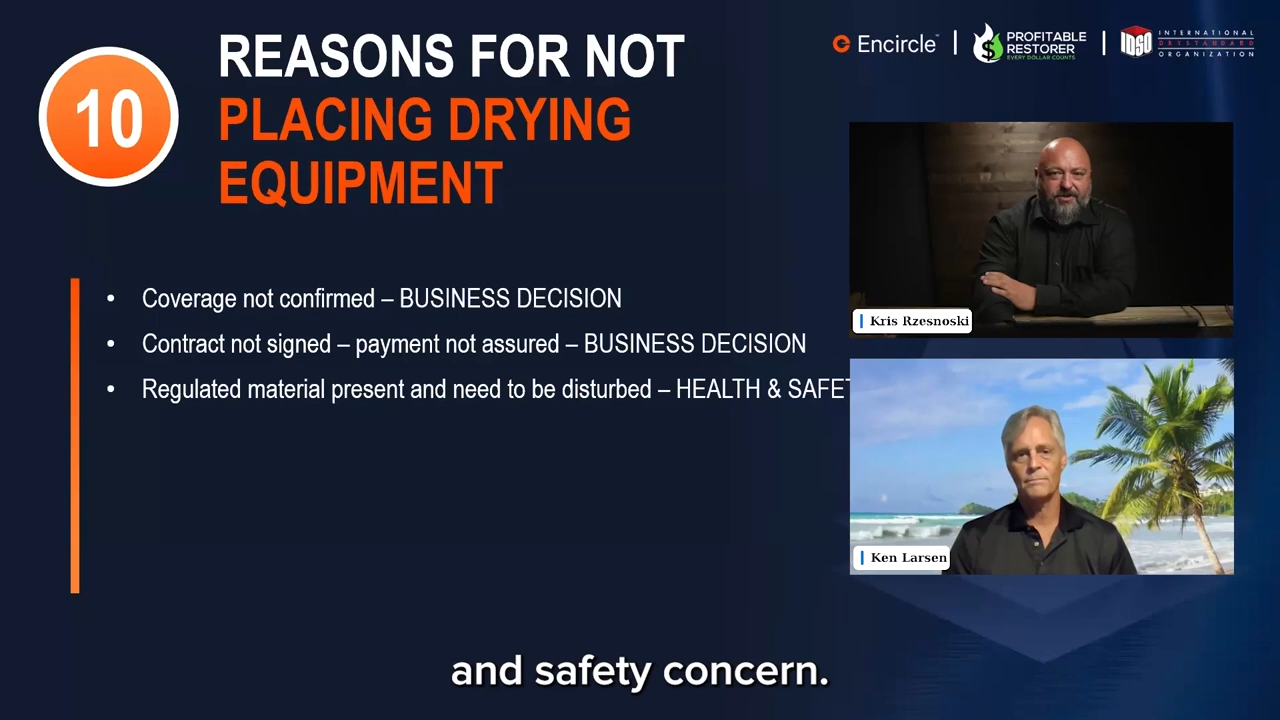 10
REASONS FOR NOT
PLACING DRYING
EQUIPMENT
Encircle
PROFITABLE
RESTORER
EVERY DOLLAR COUNTS
IDSO
INTERNATIONAL
DRYSTANDARD
ORGANIZATION
• Coverage not confirmed – BUSINESS DECISION
• Contract not signed – payment not assured – BUSINESS DECISION
• Regulated material present and need to be disturbed – HEALTH & SAFET
Kris Rzesnoski
Ken Larsen
and safety concern.